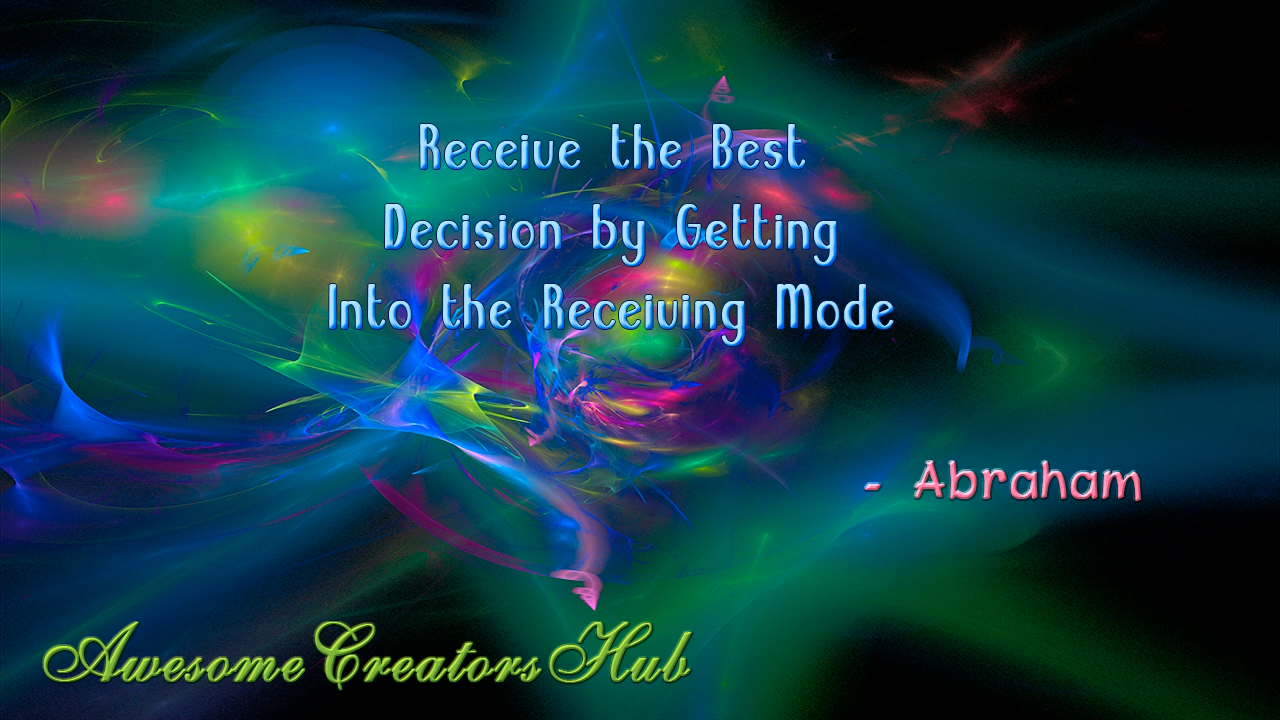 Receive the Best
Decision by Getting
Into the Receiving Mode
- Abraham
Awesome Creators Hub